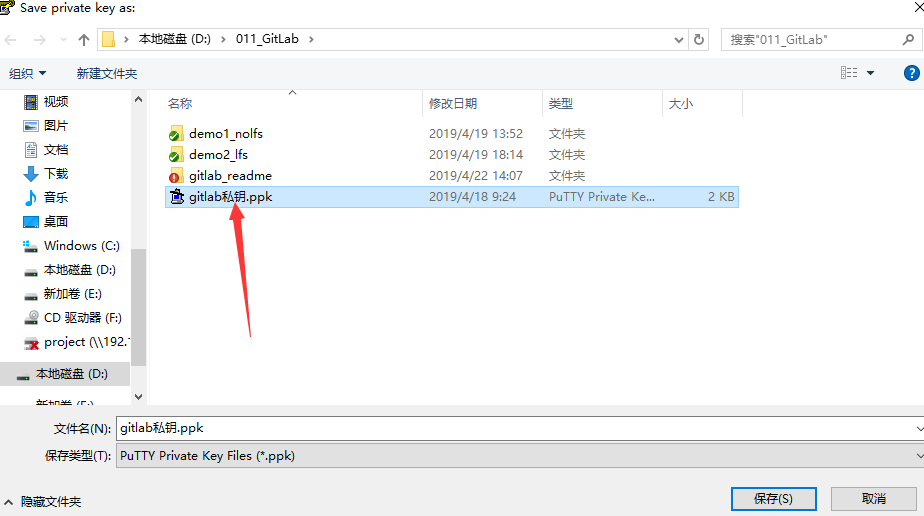 Save private key as:
本地磁盘 (D:) 011_GitLab
搜索"011_GitLab"
组织 新建文件夹
名称 修改日期 类型 大小
视频
图片
文档
下载
音乐
桌面
Windows (C:)
本地磁盘 (D:)
新加卷 (E:)
CD 驱动器 (F:)
project (\\192.1
本地磁盘 (D:)
新加卷 (E:)
demo1_nolfs 2019/4/19 13:52 文件夹
demo2_lfs 2019/4/19 18:14 文件夹
gitlab_readme 2019/4/22 14:07 文件夹
gitlab私钥.ppk 2019/4/18 9:24 PuTTY Private Ke... 2 KB
文件名(N): gitlab私钥.ppk
保存类型(T): PuTTY Private Key Files (*.ppk)
隐藏文件夹 保存(S) 取消